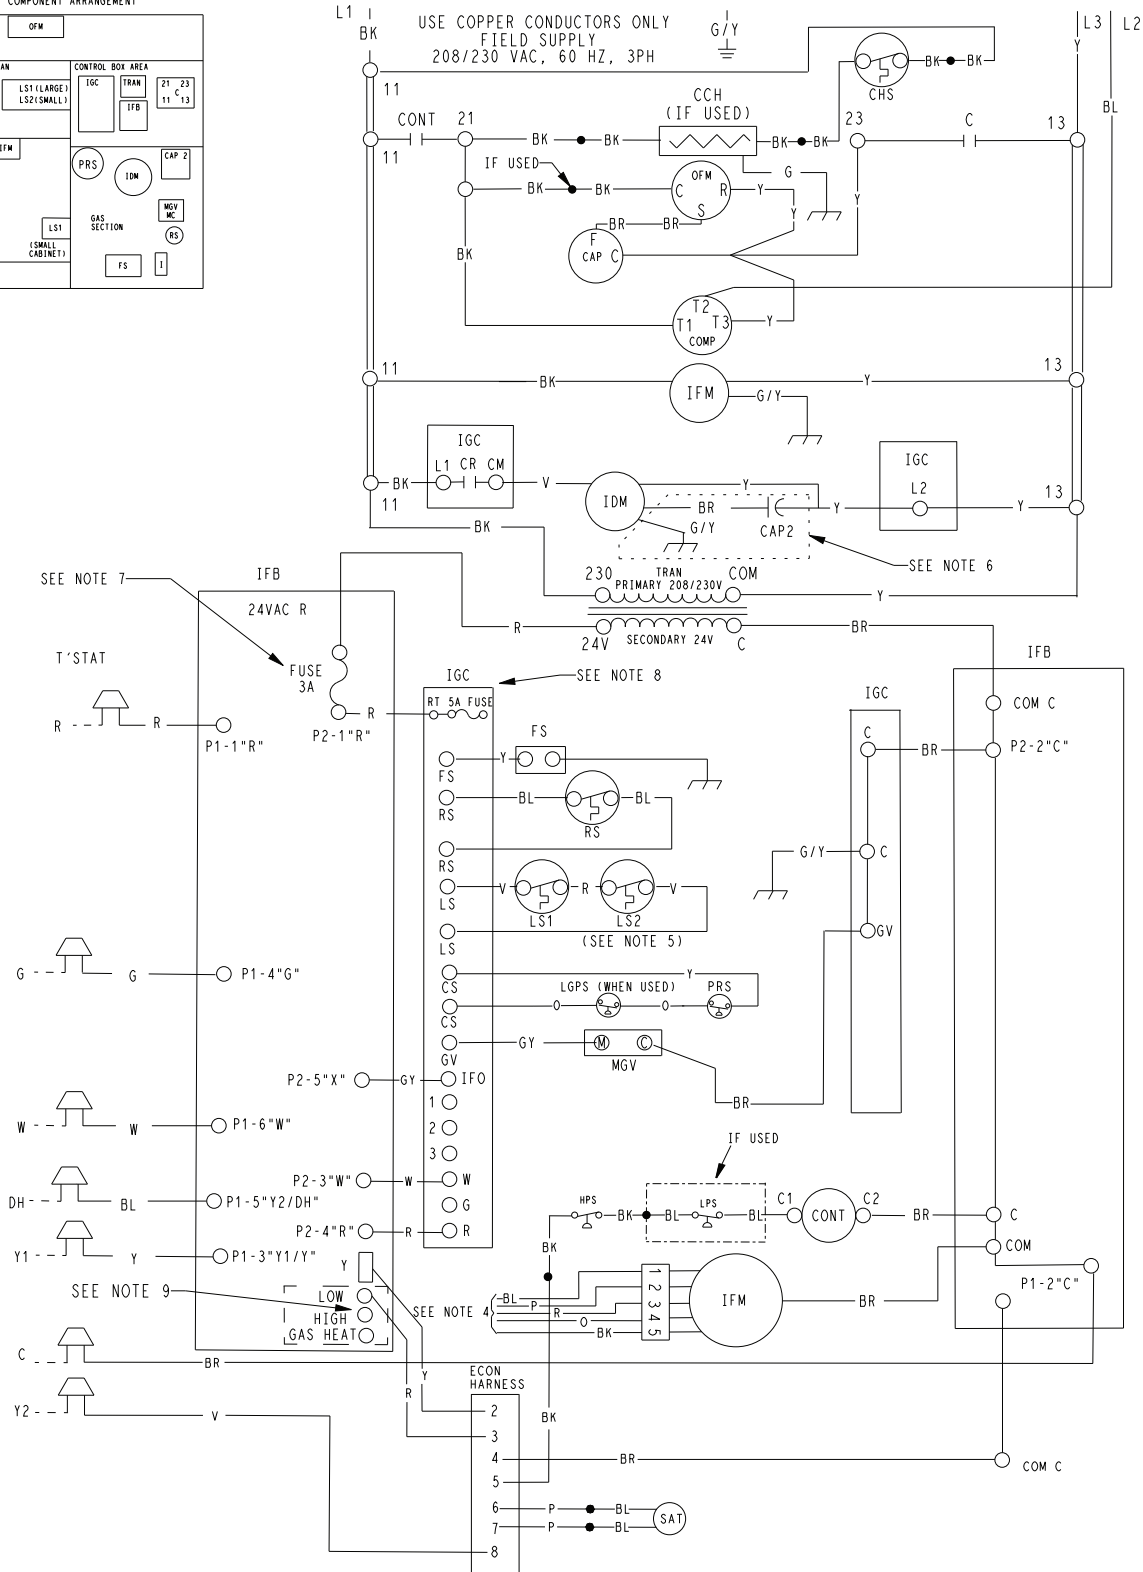 COMPONENT ARRANGEMENT
OFM
AN
LS1(LARGE)
LS2(SMALL)
CONTROL BOX AREA
IGC
TRAN
IFB
21 23
C
11 13
IFM
PRS
IDM
CAP 2
GAS
SECTION
MGV
MC
RS
LS1
(SMALL
CABINET)
FS
I
L1
BK
USE COPPER CONDUCTORS ONLY
FIELD SUPPLY
208/230 VAC, 60 HZ, 3PH
G/Y
L3
L2
Y
BL
BK
BK
CHS
11
CONT
21
CCH
(IF USED)
23
C
13
11
BK
BK
BK
BK
IF USED
G
BK
BK
C
OFM
R
S
Y
Y
Y
BR
BR
F
CAP C
BK
T2
T1
T3
COMP
Y
11
BK
IFM
G/Y
Y
13
IGC
L1 CR CM
BK
V
IDM
Y
BR
G/Y
CAP2
Y
IGC
L2
Y
13
11
BK
SEE NOTE 6
230
TRAN
PRIMARY 208/230V
COM
Y
24V
SECONDARY 24V
C
R
BR
SEE NOTE 7
IFB
24VAC R
FUSE
3A
T'STAT
R
R
P1-1"R"
P2-1"R"
R
IGC
RT 5A FUSE
SEE NOTE 8
IFB
COM C
IGC
C
BR
P2-2"C"
FS
Y
FS
BL
BL
RS
RS
RS
V
R
V
LS
LS1
LS2
LS
(SEE NOTE 5)
G/Y
C
GV
G
G
P1-4"G"
CS
Y
LGPS (WHEN USED)
PRS
O
O
CS
GV
GY
M
C
MGV
BR
P2-5"X"
GY
IFO
1
2
3
W
W
P1-6"W"
P2-3"W"
W
W
G
DH
BL
P1-5"Y2/DH"
P2-4"R"
R
R
Y1
Y
P1-3"Y1/Y"
Y
IF USED
HPS
BK
BL
LPS
BL
C1
CONT
C2
BR
C
BK
COM
P1-2"C"
SEE NOTE 9
LOW
HIGH
GAS HEAT
SEE NOTE 4
BL
P
R
O
BK
1
2
3
4
5
IFM
BR
C
BR
Y2
V
R
Y
ECON
HARNESS
BK
2
3
4
BR
COM C
5
6
P
BL
SAT
7
P
BL
8